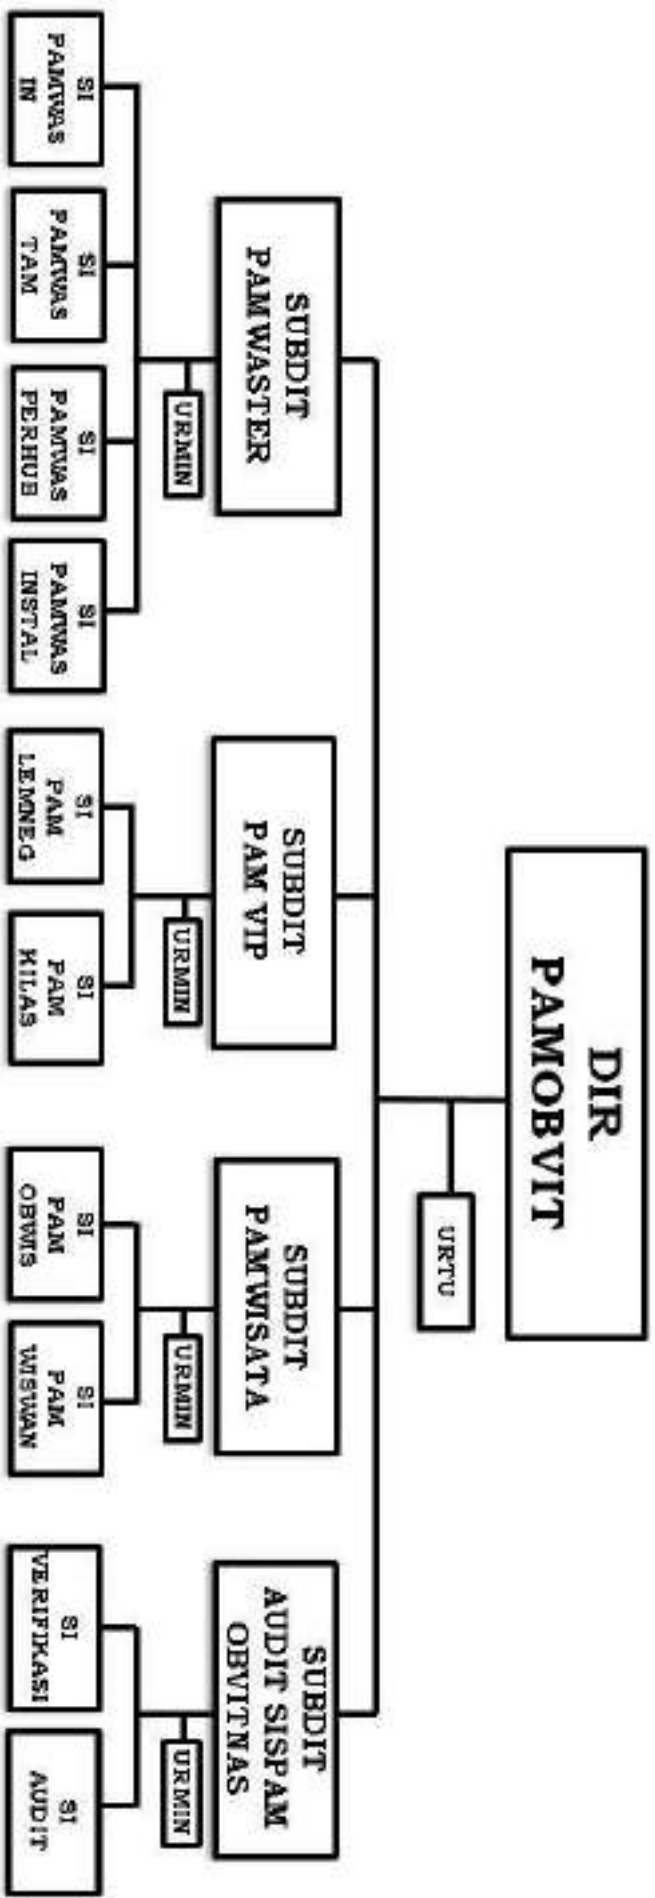 DIR
PAMOBVIT
URTU
SUBDIT
PAMWASTER
URMIN
SUBDIT
PAM VIP
URMIN
SUBDIT
PAMWISATA
URMIN
SUBDIT
AUDIT SISPAM
OBVITNAS
URMIN
SI
PAMWAS
IN
SI
PAMWAS
TAM
SI
PAMWAS
PERHUB
SI
PAMWAS
INSTAL
SI
PAM
LEMNEG
SI
PAM
KILAS
SI
PAM
OBWIS
SI
PAM
WISWAN
SI
VERIFIKASI
SI
AUDIT